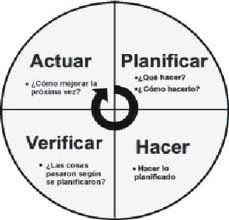 Actuar
• ¿Cómo mejorar la
próxima vez?
Planificar
• ¿Qué hacer?
• ¿Cómo hacerlo?
Verificar
• ¿Las cosas
pasaron según
se planificaron?
Hacer
• Hacer lo
planificado